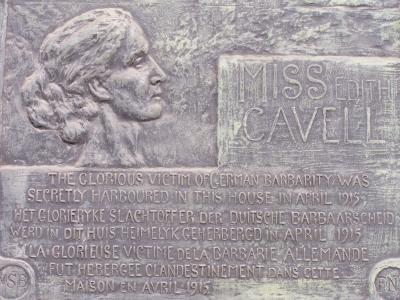 MISS EDITH
CAVELL
THE GLORIOUS VICTIM OF GERMAN BARBARITY WAS
SECRETLY HARBOURED IN THIS HOUSE IN APRIL 1915
HET GLORIERYKE SLACHTOFFER DER DUITSCHE BARBAARSCHEID
WERD IN DIT HUIS HEIMELYK GEHERBERGD IN APRIL 1915
LA GLORIEUSE VICTIME DE LA BARBARIE ALLEMANDE
FUT HEBERGÉE CLANDESTINEMENT DANS CETTE
MAISON EN AVRIL 1915